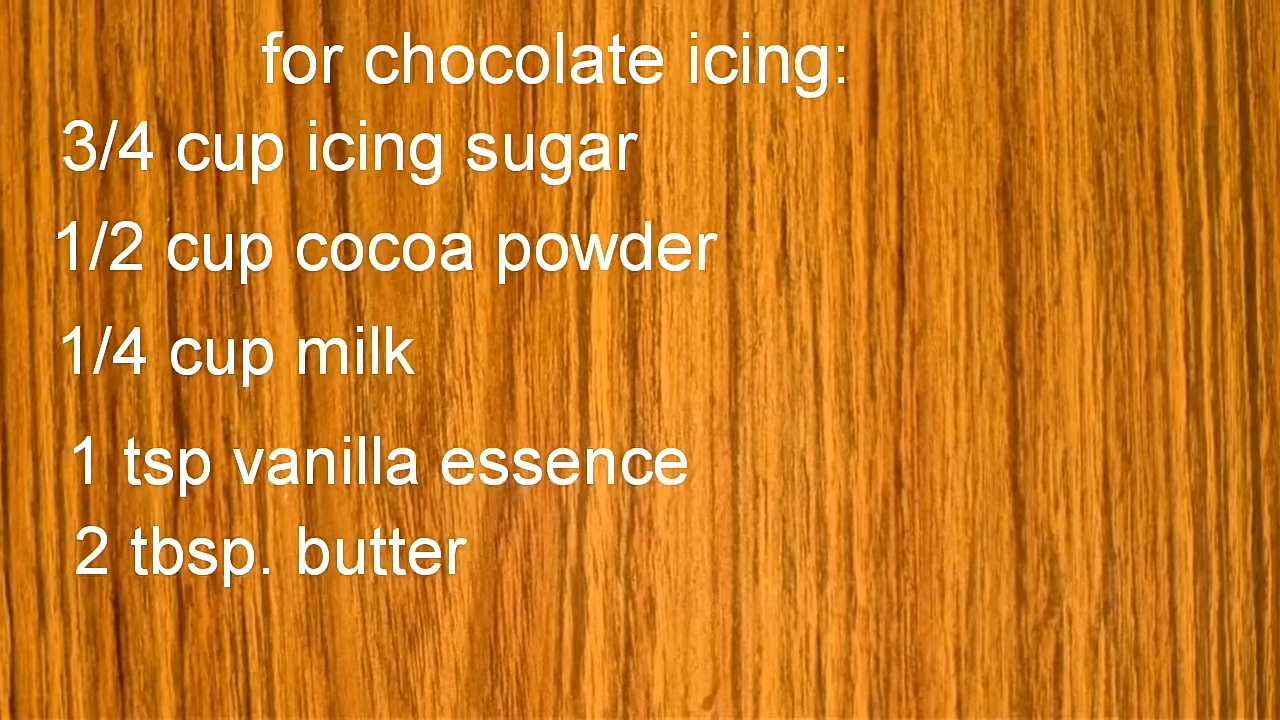 for chocolate icing:
3/4 cup icing sugar
1/2 cup cocoa powder
1/4 cup milk
1 tsp vanilla essence
2 tbsp. butter